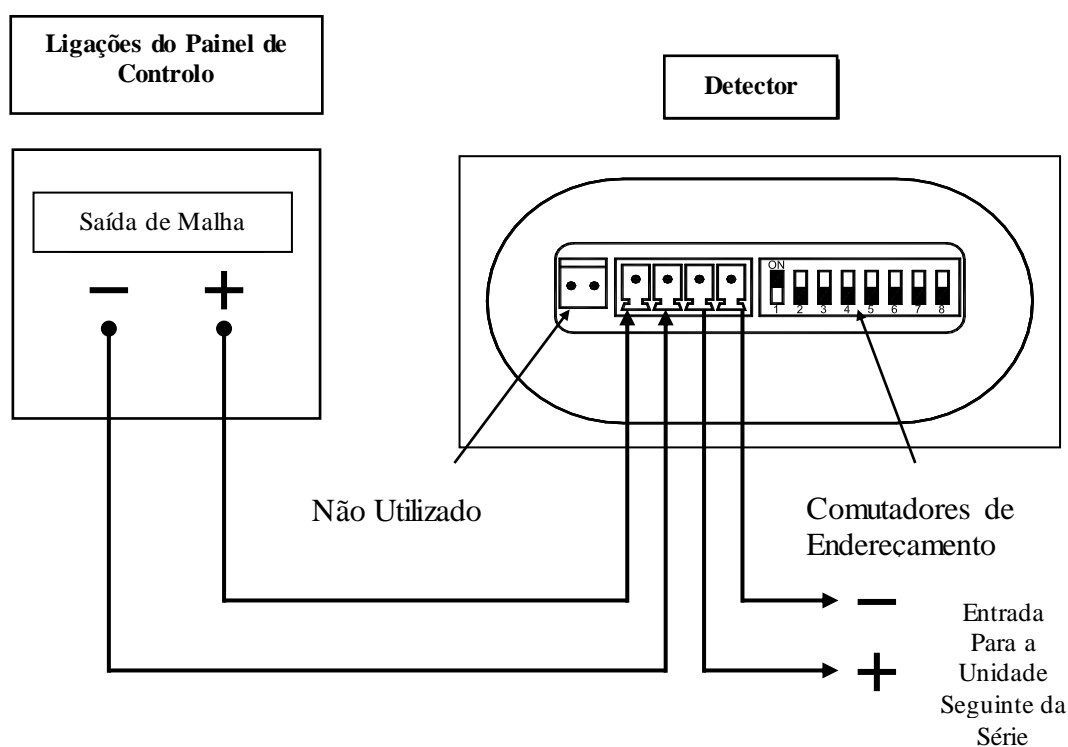 Ligações do Painel de
Controlo
Detector
Saída de Malha
−
+
ON
1 2 3 4 5 6 7 8
Não Utilizado
Comutadores de
Endereçamento
−
+
Entrada
Para a
Unidade
Seguinte da
Série